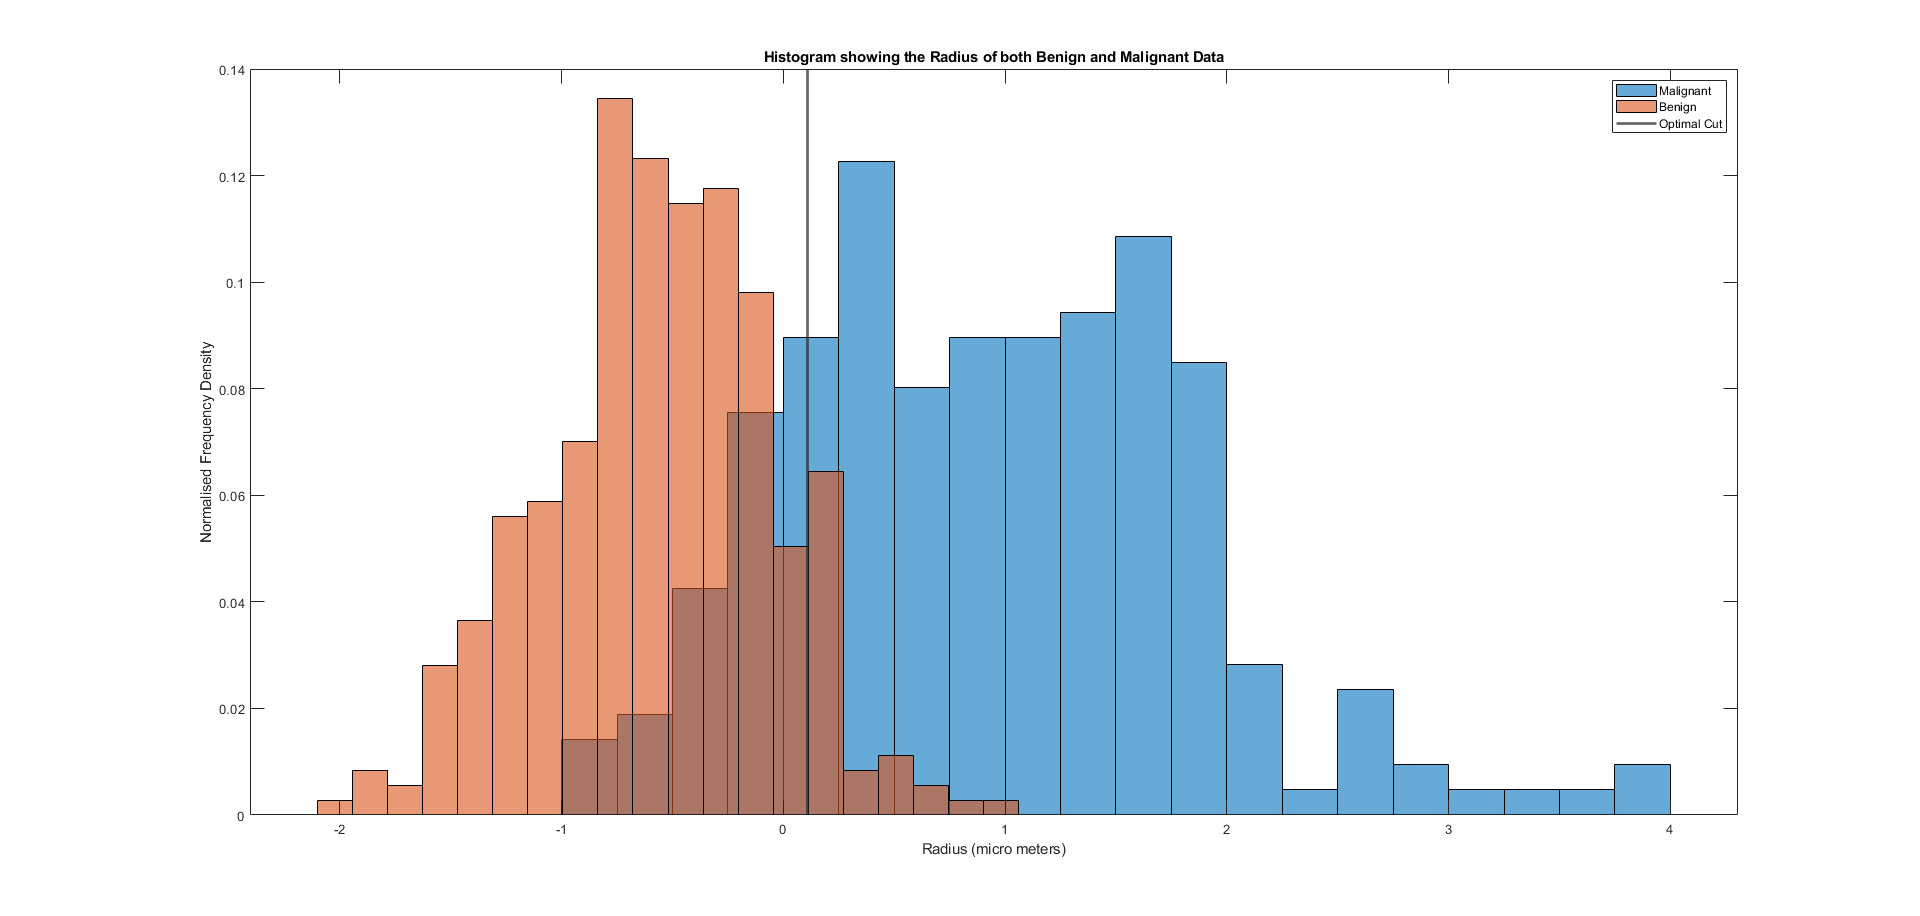 Histogram showing the Radius of both Benign and Malignant Data
Malignant
Benign
Optimal Cut
Normalised Frequency Density
0.14
0.12
0.1
0.08
0.06
0.04
0.02
0
-2
-1
0
1
2
3
4
Radius (micro meters)